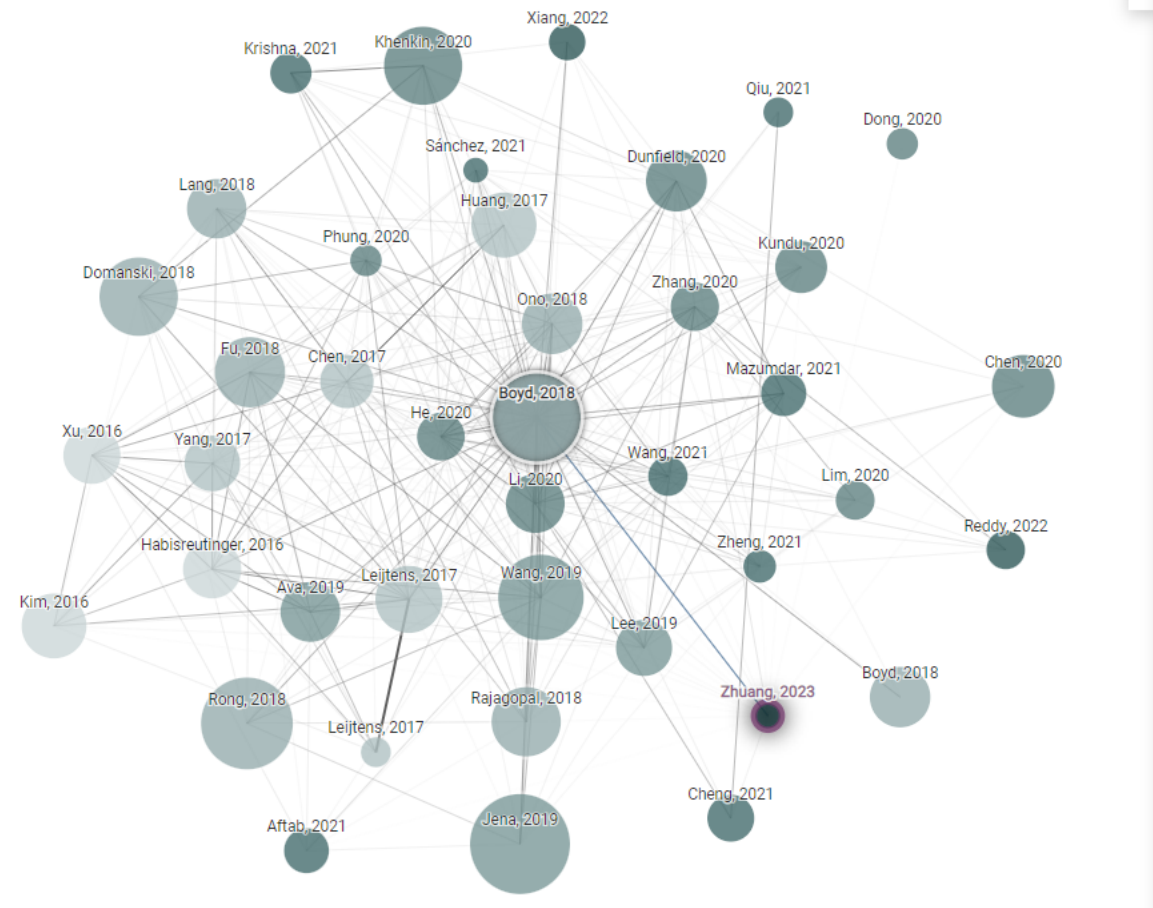 Xiang, 2022
Krishna, 2021
Khenkin, 2020
Qiu, 2021
Dong, 2020
Sánchez, 2021
Dunfield, 2020
Lang, 2018
Huang, 2017
Phung, 2020
Kundu, 2020
Domanski, 2018
Zhang, 2020
Ono, 2018
Fu, 2018
Chen, 2017
Chen, 2020
Mazumdar, 2021
Boyd, 2018
He, 2020
Xu, 2016
Yang, 2017
Wang, 2021
Li, 2020
Lim, 2020
Reddy, 2022
Habisreutinger, 2016
Zheng, 2021
Leijtens, 2017
Wang, 2019
Ava, 2019
Kim, 2016
Lee, 2019
Boyd, 2018
Zhuang, 2023
Rong, 2018
Rajagopal, 2018
Leijtens, 2017
Cheng, 2021
Jena, 2019
Aftab, 2021